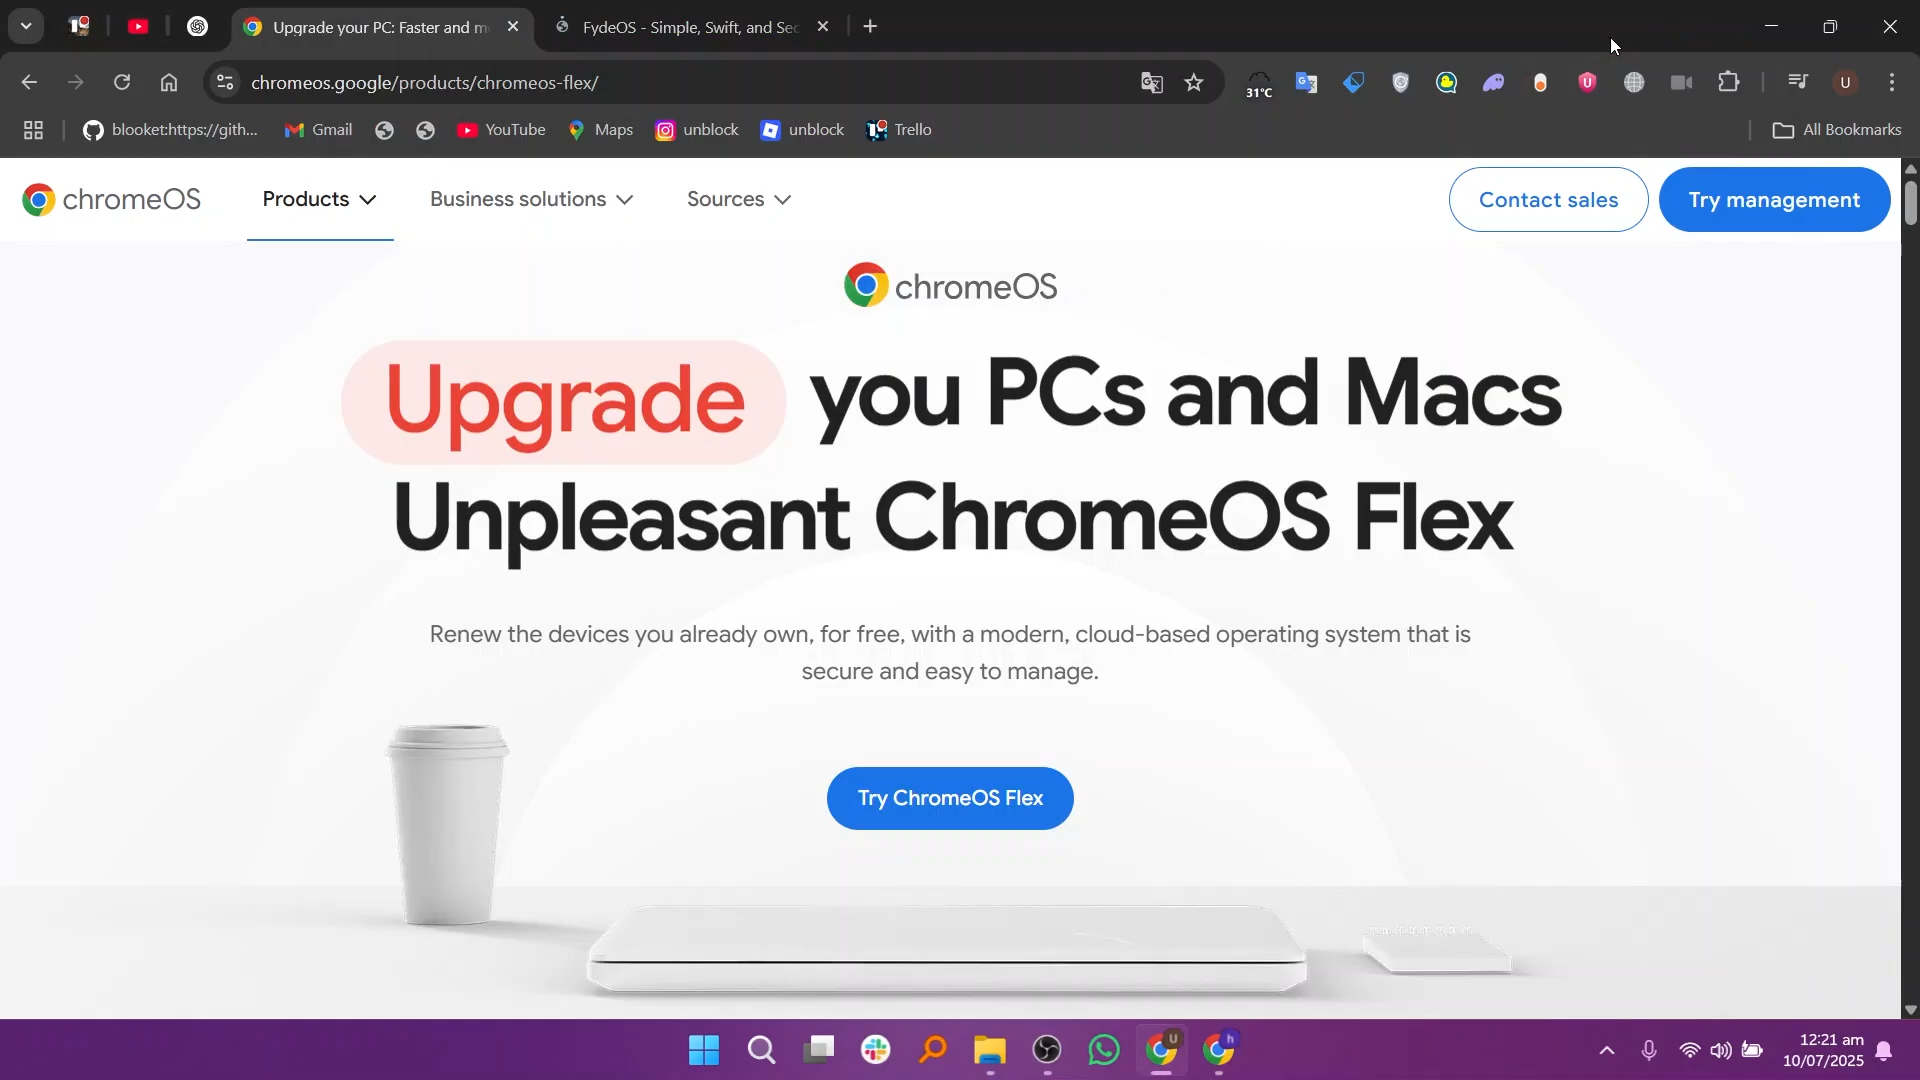 Upgrade your PC: Faster and m
FydeOS - Simple, Swift, and Sec
chromeos.google/products/chromeos-flex/
31°C
U
U
blooket:https://gith...
Gmail
YouTube
Maps
unblock
unblock
Trello
All Bookmarks
chromeOS
Products
Business solutions
Sources
Contact sales
Try management
chromeOS
Upgrade you PCs and Macs
Unpleasant ChromeOS Flex
Renew the devices you already own, for free, with a modern, cloud-based operating system that is
secure and easy to manage.
Try ChromeOS Flex
U
h
12:21 am
10/07/2025